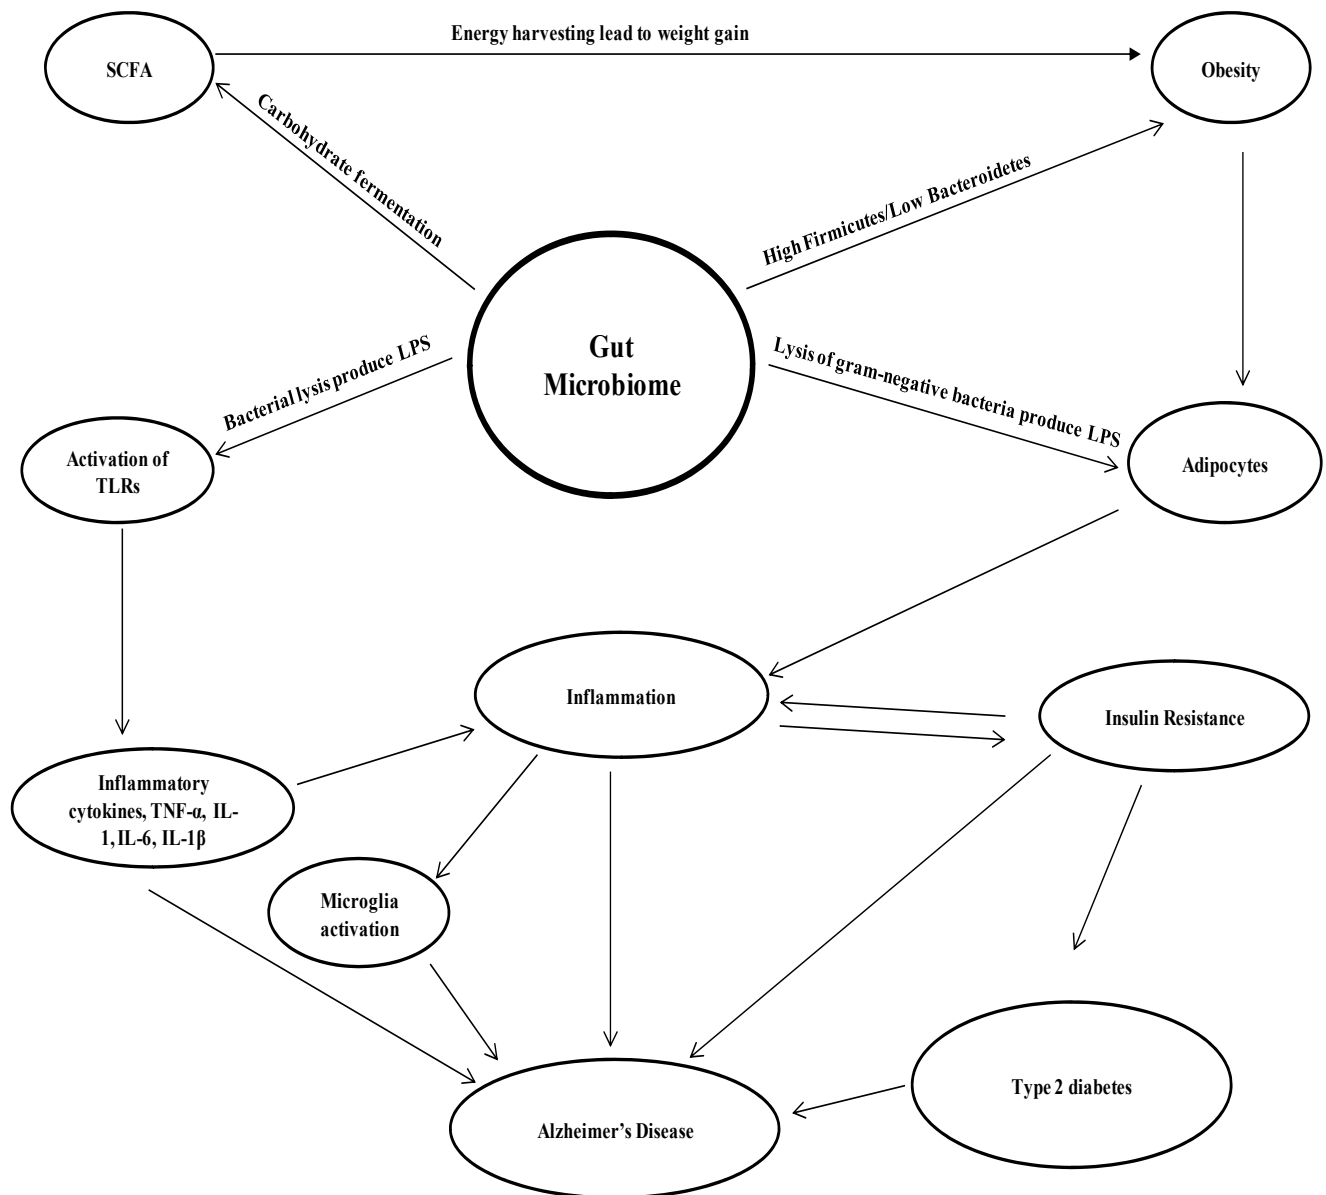 Energy harvesting lead to weight gain
SCFA
Obesity
Carbohydrate fermentation
High Firmicutes/Low Bacteroidetes
Gut
Microbiome
Bacterial lysis produce LPS
Lysis of gram-negative bacteria produce LPS
Activation of
TLRs
Adipocytes
Inflammation
Insulin Resistance
Inflammatory
cytokines, TNF-α, IL-
1, IL-6, IL-1β
Microglia
activation
Type 2 diabetes
Alzheimer’s Disease